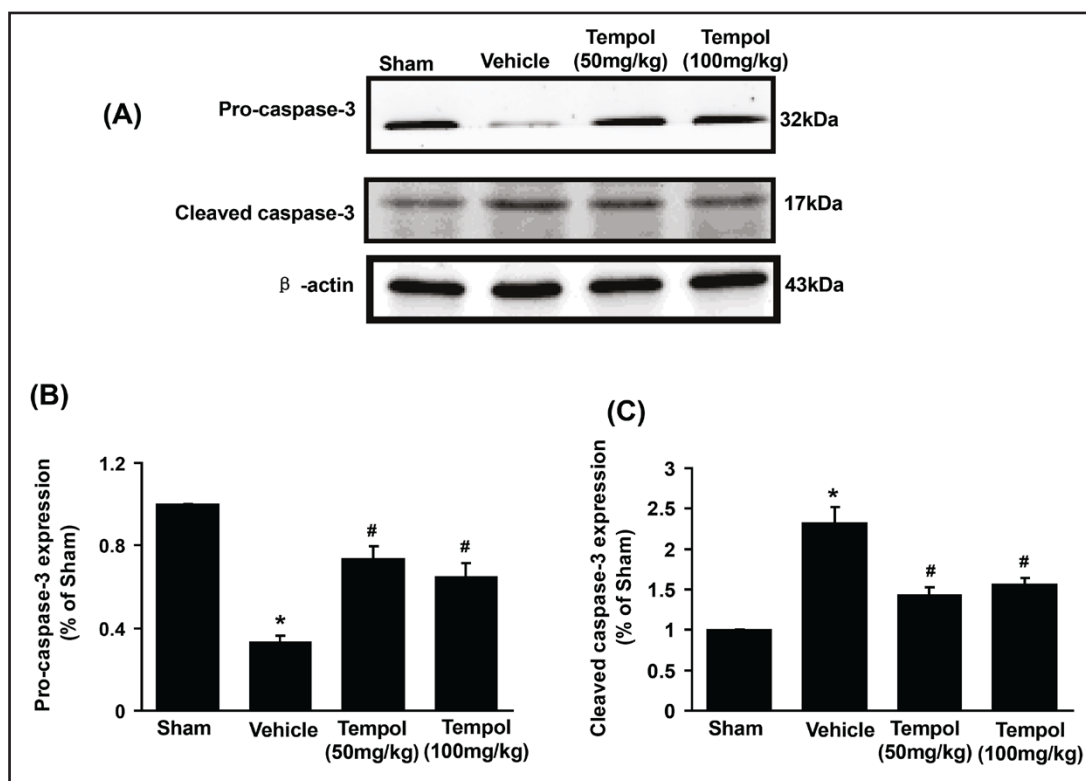 Sham Vehicle Tempol (50mg/kg) Tempol (100mg/kg)
(A)
Pro-caspase-3 32kDa
Cleaved caspase-3 17kDa
β -actin 43kDa
(B)
Pro-caspase-3 expression
(% of Sham)
1.2
0.8
0.4
0
*
#
#
Sham Vehicle Tempol (50mg/kg) Tempol (100mg/kg)
(C)
Cleaved caspase-3 expression
(% of Sham)
3
2.5
2
1.5
1
0.5
0
*
#
#
Sham Vehicle Tempol (50mg/kg) Tempol (100mg/kg)